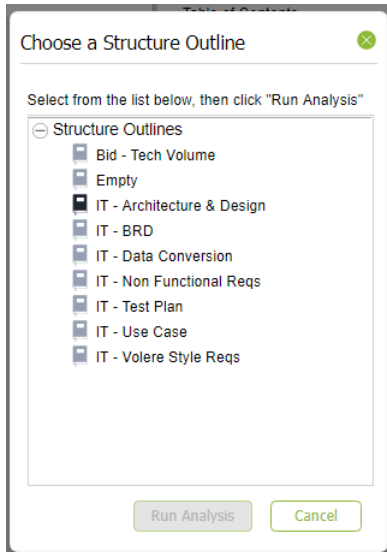 Table of Contents
Choose a Structure Outline
Select from the list below, then click "Run Analysis"
Structure Outlines
Bid - Tech Volume
Empty
IT - Architecture & Design
IT - BRD
IT - Data Conversion
IT - Non Functional Reqs
IT - Test Plan
IT - Use Case
IT - Volere Style Reqs
Run Analysis
Cancel